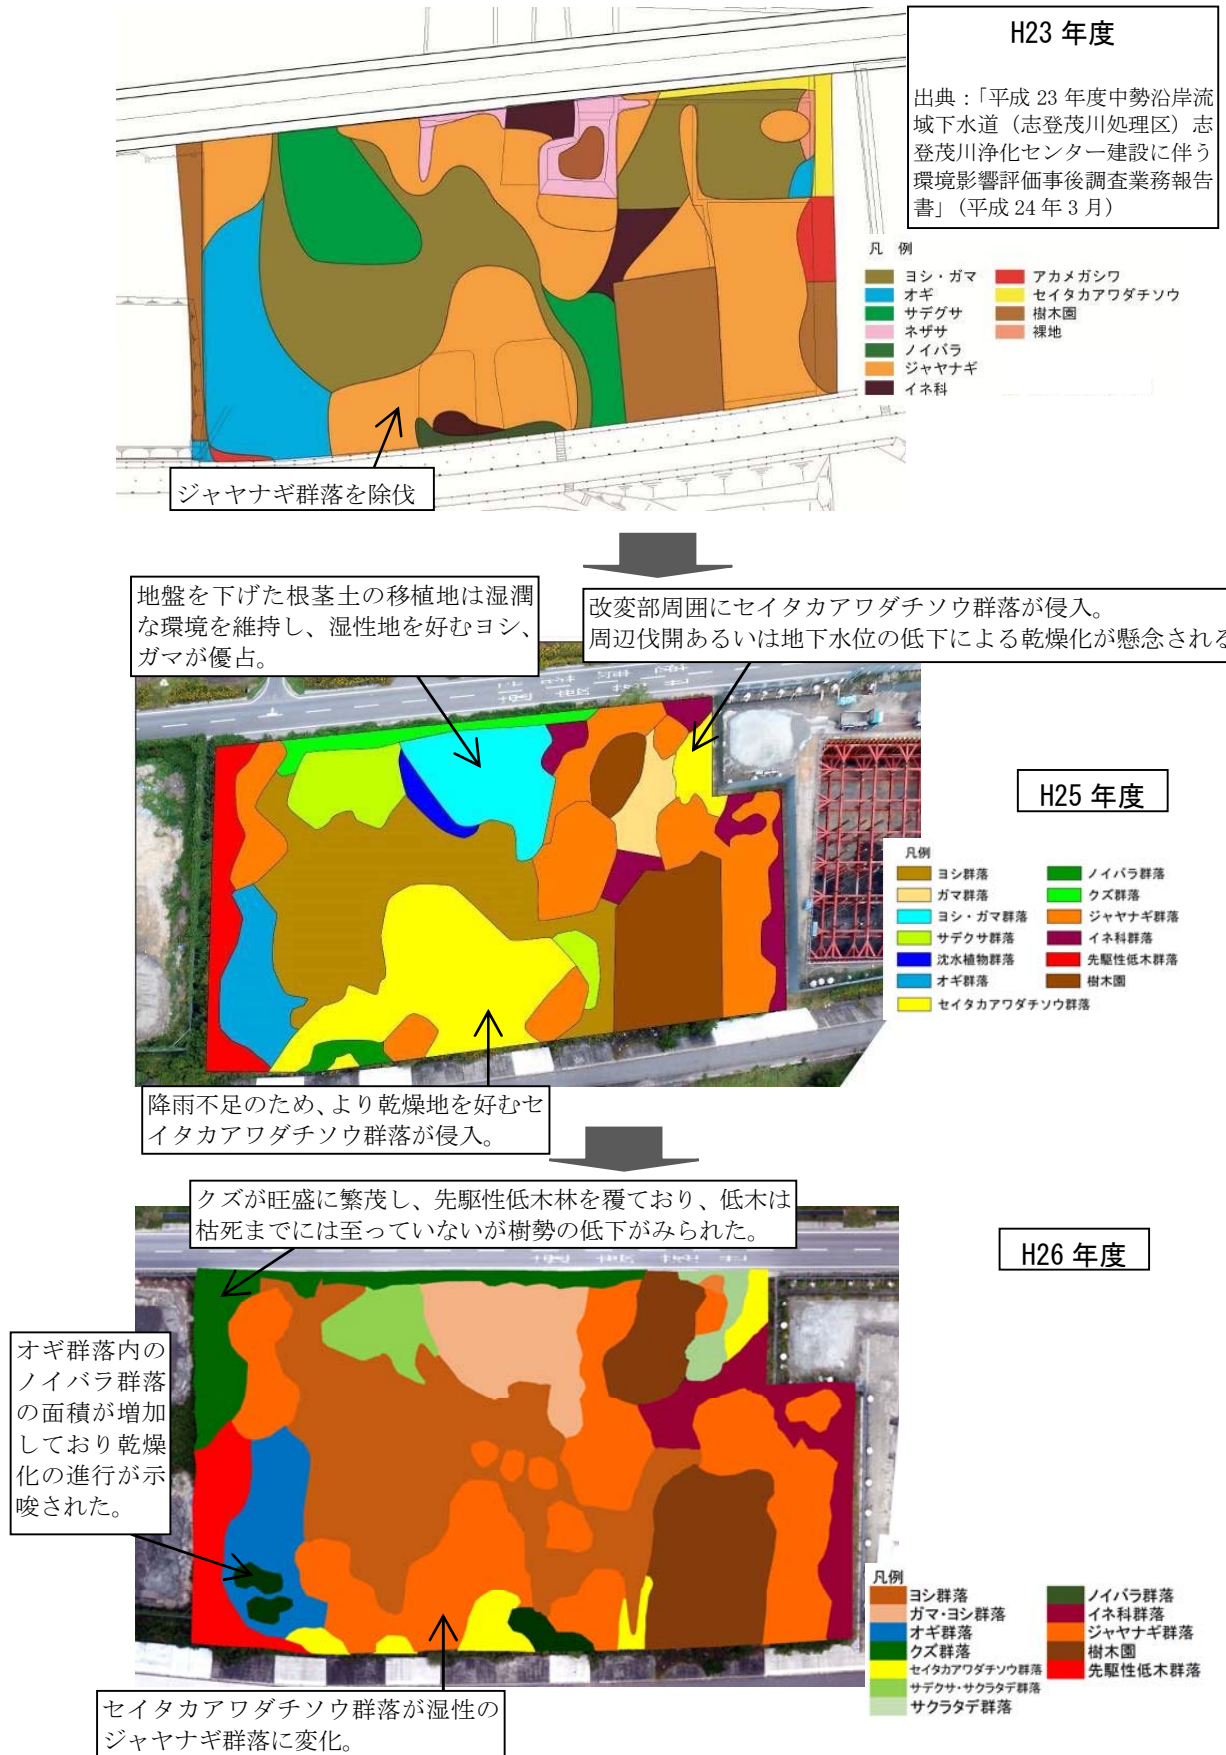 H23 年度
出典：「平成 23 年度中勢沿岸流
域下水道（志登茂川処理区）志
登茂川浄化センター建設に伴う
環境影響評価事後調査業務報告
書」（平成 24 年 3 月）
凡 例
ヨシ・ガマ
オギ
サデグサ
ネザサ
ノイバラ
ジャヤナギ
イネ科
アカメガシワ
セイタカアワダチソウ
樹木園
裸地
ジャヤナギ群落を除伐
地盤を下げた根茎土の移植地は湿潤
な環境を維持し、湿性地を好むヨシ、
ガマが優占。
改変部周囲にセイタカアワダチソウ群落が侵入。
周辺伐開あるいは地下水位の低下による乾燥化が懸念される
H25 年度
凡例
ヨシ群落
ガマ群落
ヨシ・ガマ群落
サデクサ群落
沈水植物群落
オギ群落
セイタカアワダチソウ群落
ノイバラ群落
クズ群落
ジャヤナギ群落
イネ科群落
先駆性低木群落
樹木園
降雨不足のため、より乾燥地を好むセ
イタカアワダチソウ群落が侵入。
クズが旺盛に繁茂し、先駆性低木林を覆ており、低木は
枯死までには至っていないが樹勢の低下がみられた。
H26 年度
オギ群落内の
ノイバラ群落
の面積が増加
しており乾燥
化の進行が示
唆された。
凡例
ヨシ群落
ガマ・ヨシ群落
オギ群落
クズ群落
セイタカアワダチソウ群落
サデクサ・サクラタデ群落
サクラタデ群落
ノイバラ群落
イネ科群落
ジャヤナギ群落
樹木園
先駆性低木群落
セイタカアワダチソウ群落が湿性の
ジャヤナギ群落に変化。